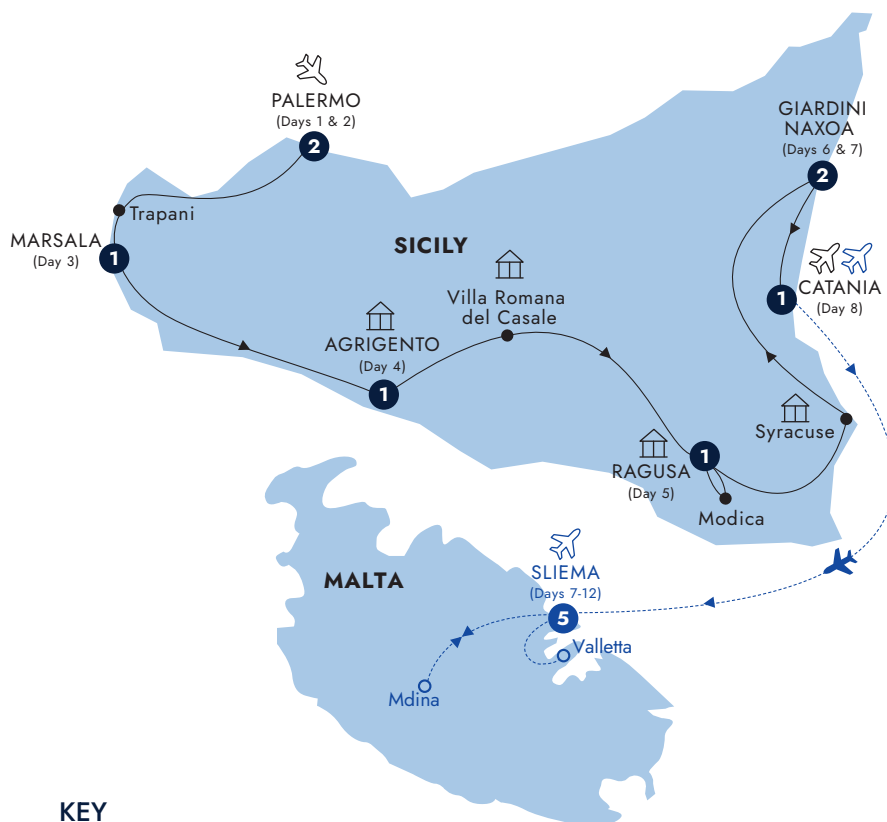 PALERMO
(Days 1 & 2)
2
GIARDINI
NAXOA
(Days 6 & 7)
2
Trapani
MARSALA
(Day 3)
1
SICILY
Villa Romana
del Casale
CATANIA
(Day 8)
1
AGRIGENTO
(Day 4)
1
Syracuse
RAGUSA
(Day 5)
1
Modica
MALTA
SLIEMA
(Days 7-12)
5
Valletta
Mdina
KEY